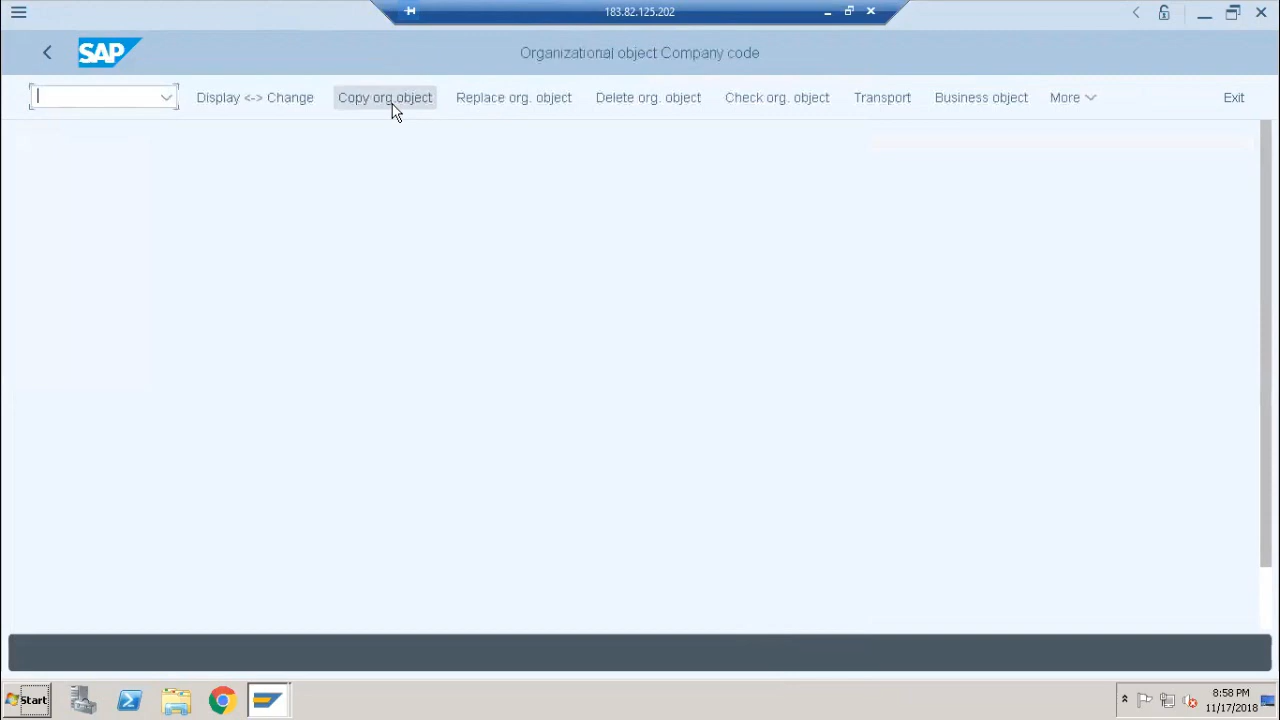 183.82.125.202
SAP
Organizational object Company code
Display <-> Change
Copy org.object
Replace org. object
Delete org. object
Check org. object
Transport
Business object
More
Exit
Start
8:58 PM
11/17/2018